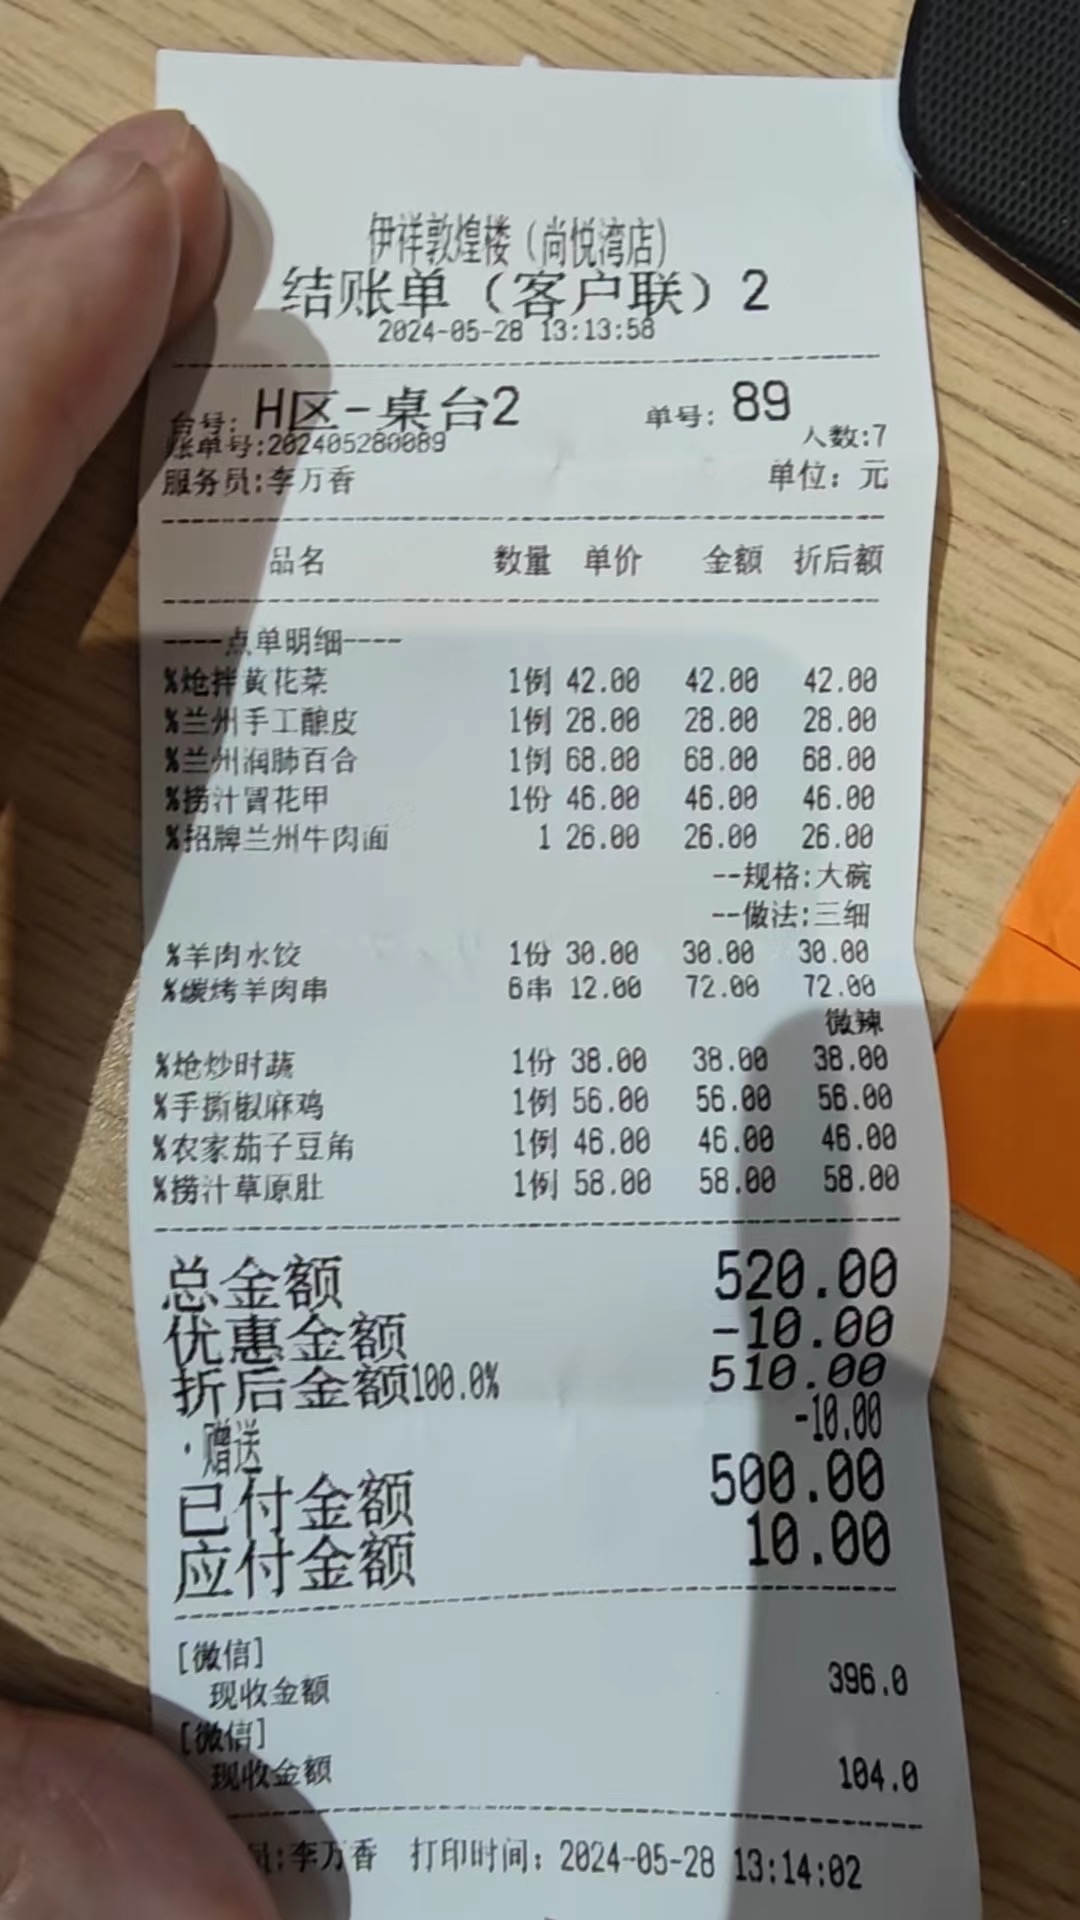 伊祥敦煌楼（尚悦湾店）
结账单（客户联）2
2024-05-28 13:13:58
台号: H区-桌台2 单号: 89
账单号:202405280089 人数:7
服务员:李万香 单位: 元
品名 数量 单价 金额 折后额
----点单明细----
%炝拌黄花菜 1例 42.00 42.00 42.00
%兰州手工酿皮 1例 28.00 28.00 28.00
%兰州润肺百合 1例 68.00 68.00 68.00
%捞汁冒花甲 1份 46.00 46.00 46.00
%招牌兰州牛肉面 1 26.00 26.00 26.00
--规格:大碗
--做法:三细
%羊肉水饺 1份 30.00 30.00 30.00
%碳烤羊肉串 6串 12.00 72.00 72.00
微辣
%炝炒时蔬 1份 38.00 38.00 38.00
%手撕椒麻鸡 1例 56.00 56.00 56.00
%农家茄子豆角 1例 46.00 46.00 46.00
%捞汁草原肚 1例 58.00 58.00 58.00
总金额 520.00
优惠金额 -10.00
折后金额100.0% 510.00
·赠送 -10.00
已付金额 500.00
应付金额 10.00
[微信]
现收金额 396.0
[微信]
现收金额 104.0
员:李万香 打印时间: 2024-05-28 13:14:02